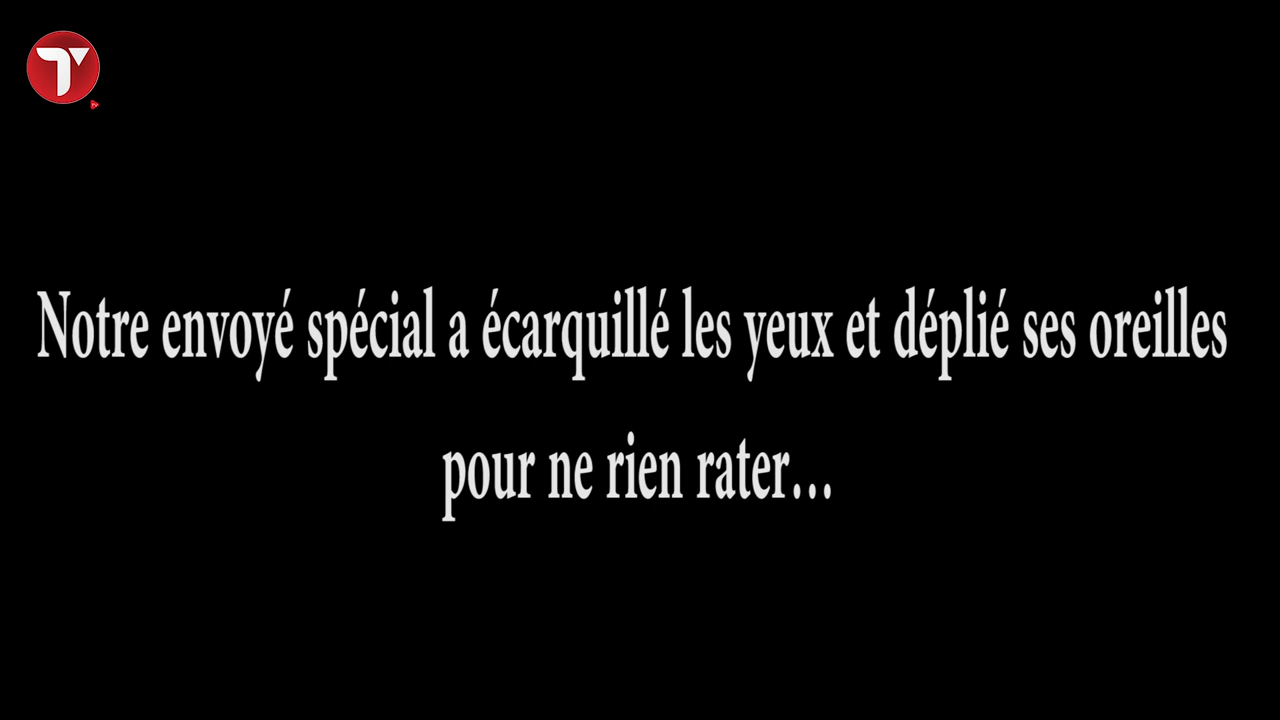 Notre envoyé spécial a écarquillé les yeux et déplié ses oreilles
pour ne rien rater...